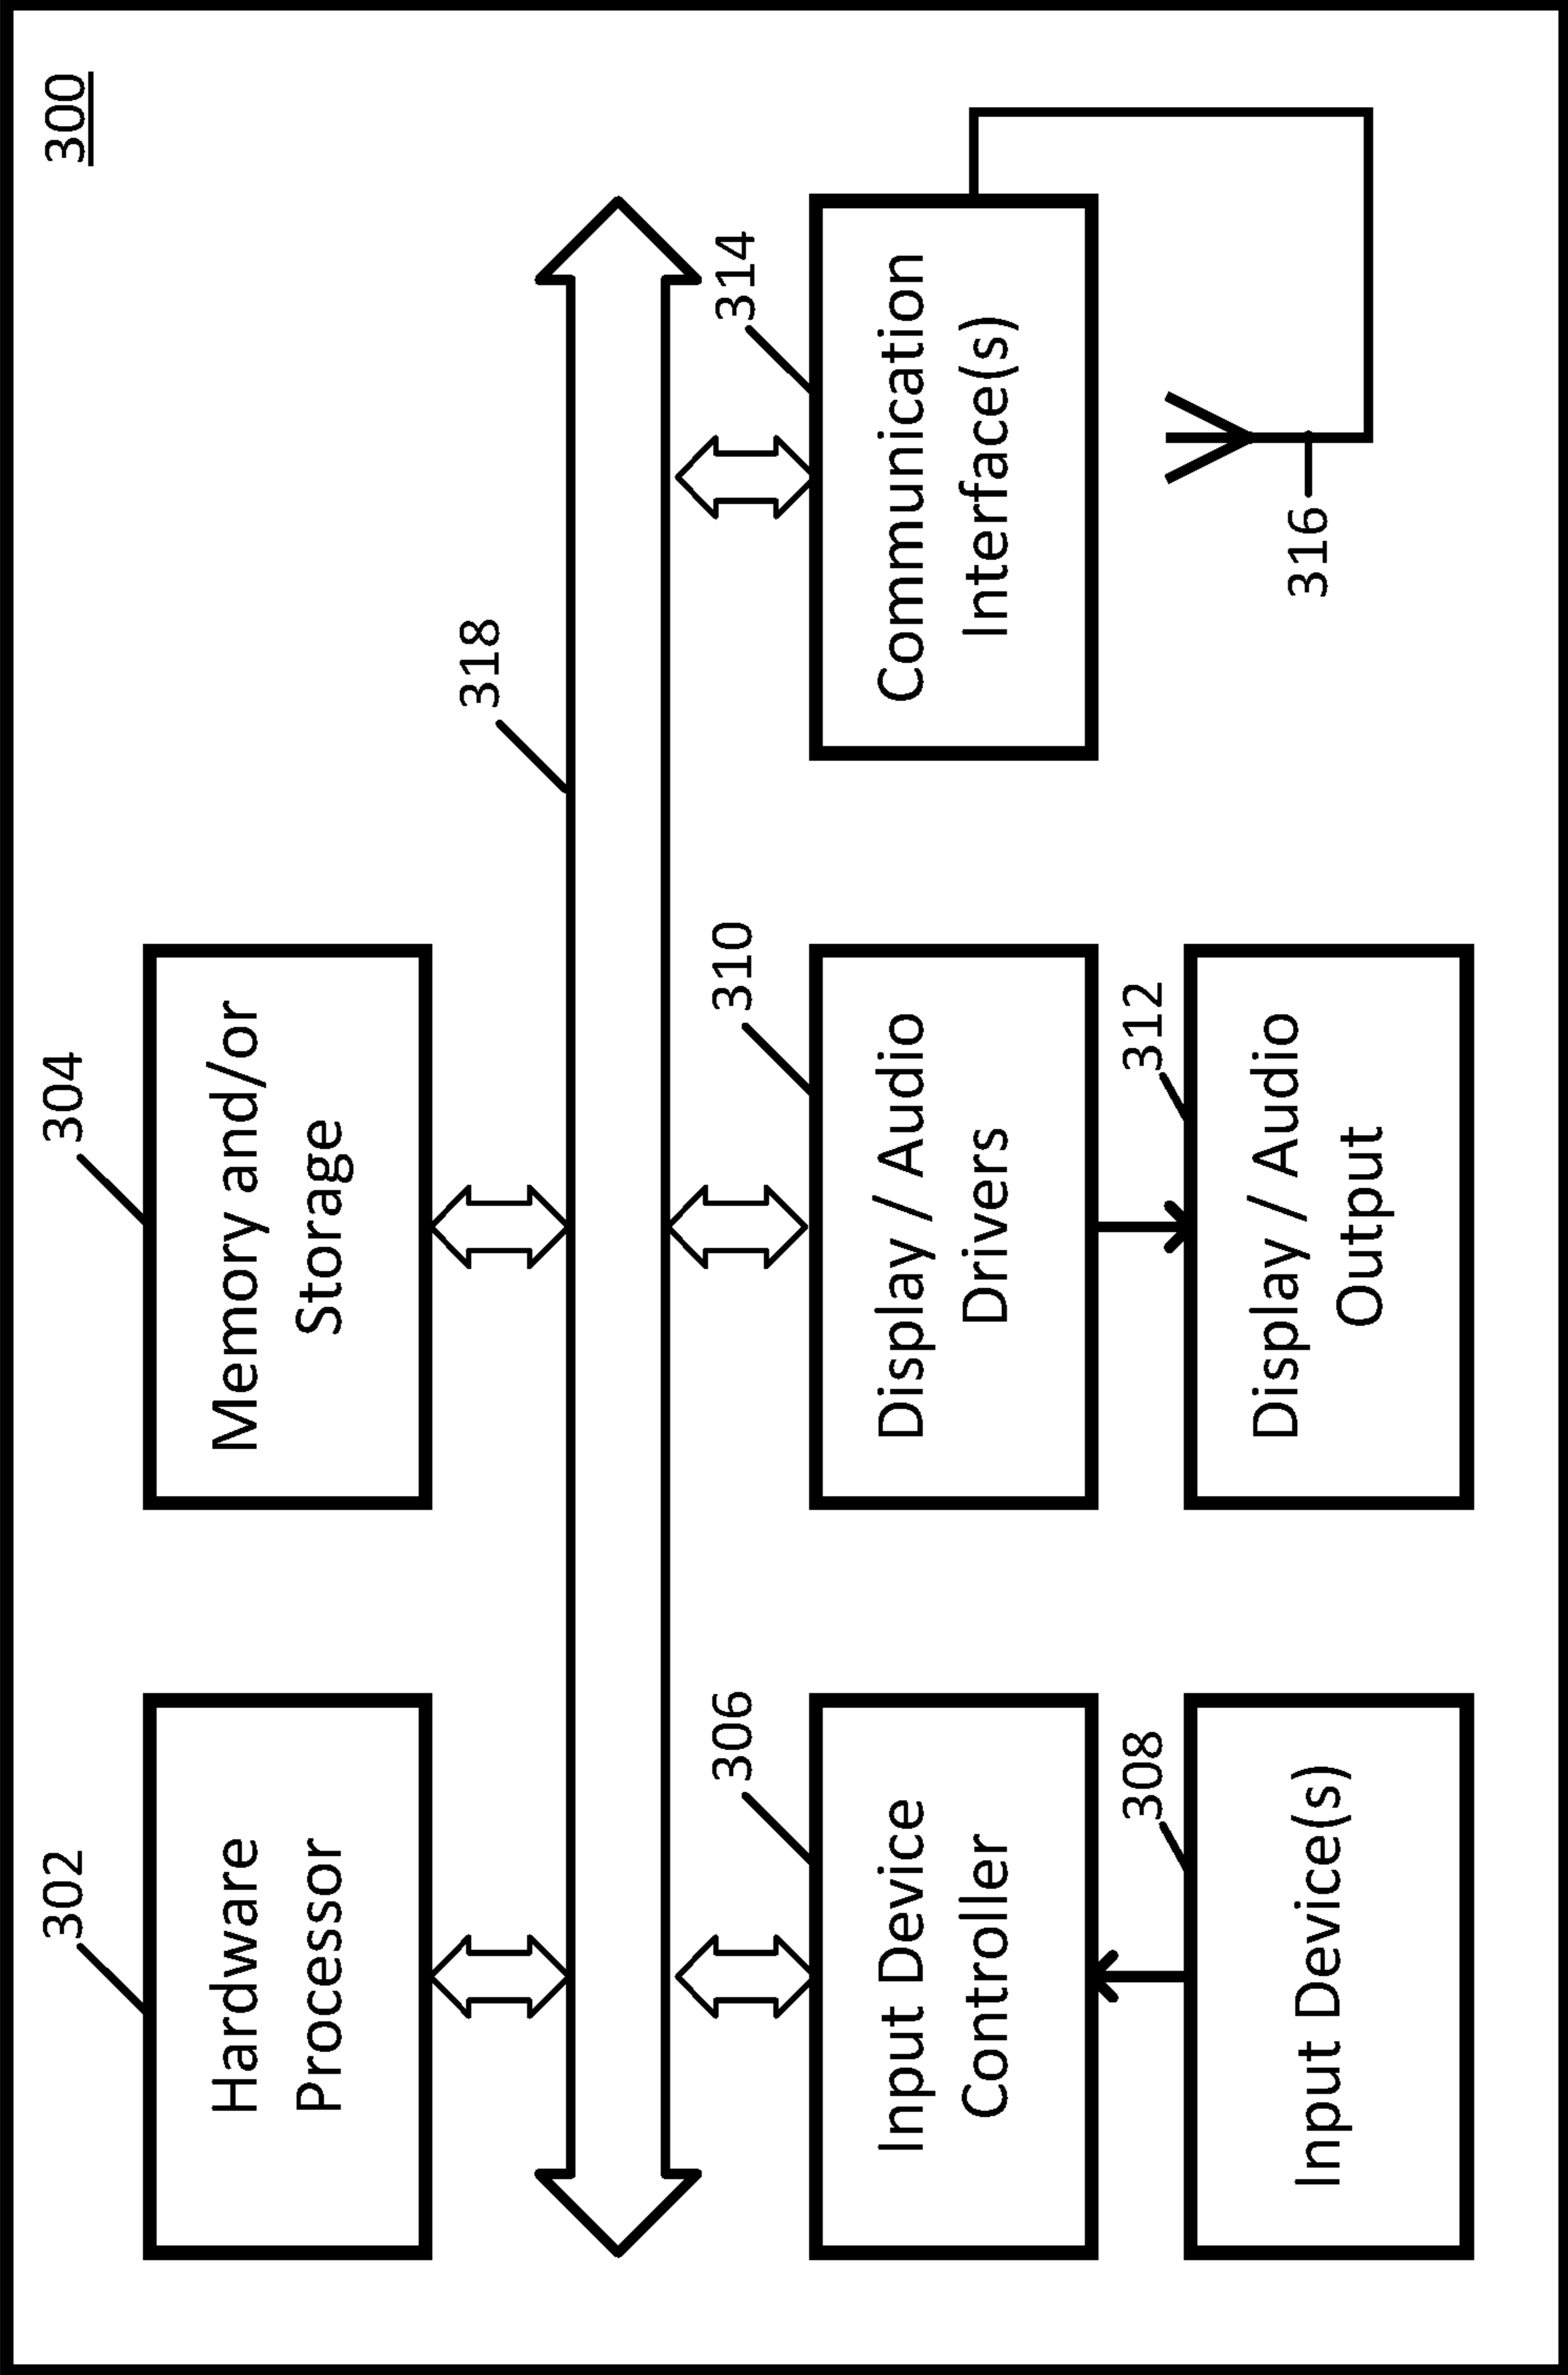 300
302
Hardware
Processor
304
Memory and/or
Storage
318
306
Input Device
Controller
310
Display / Audio
Drivers
314
Communication
Interface(s)
308
Input Device(s)
312
Display / Audio
Output
316